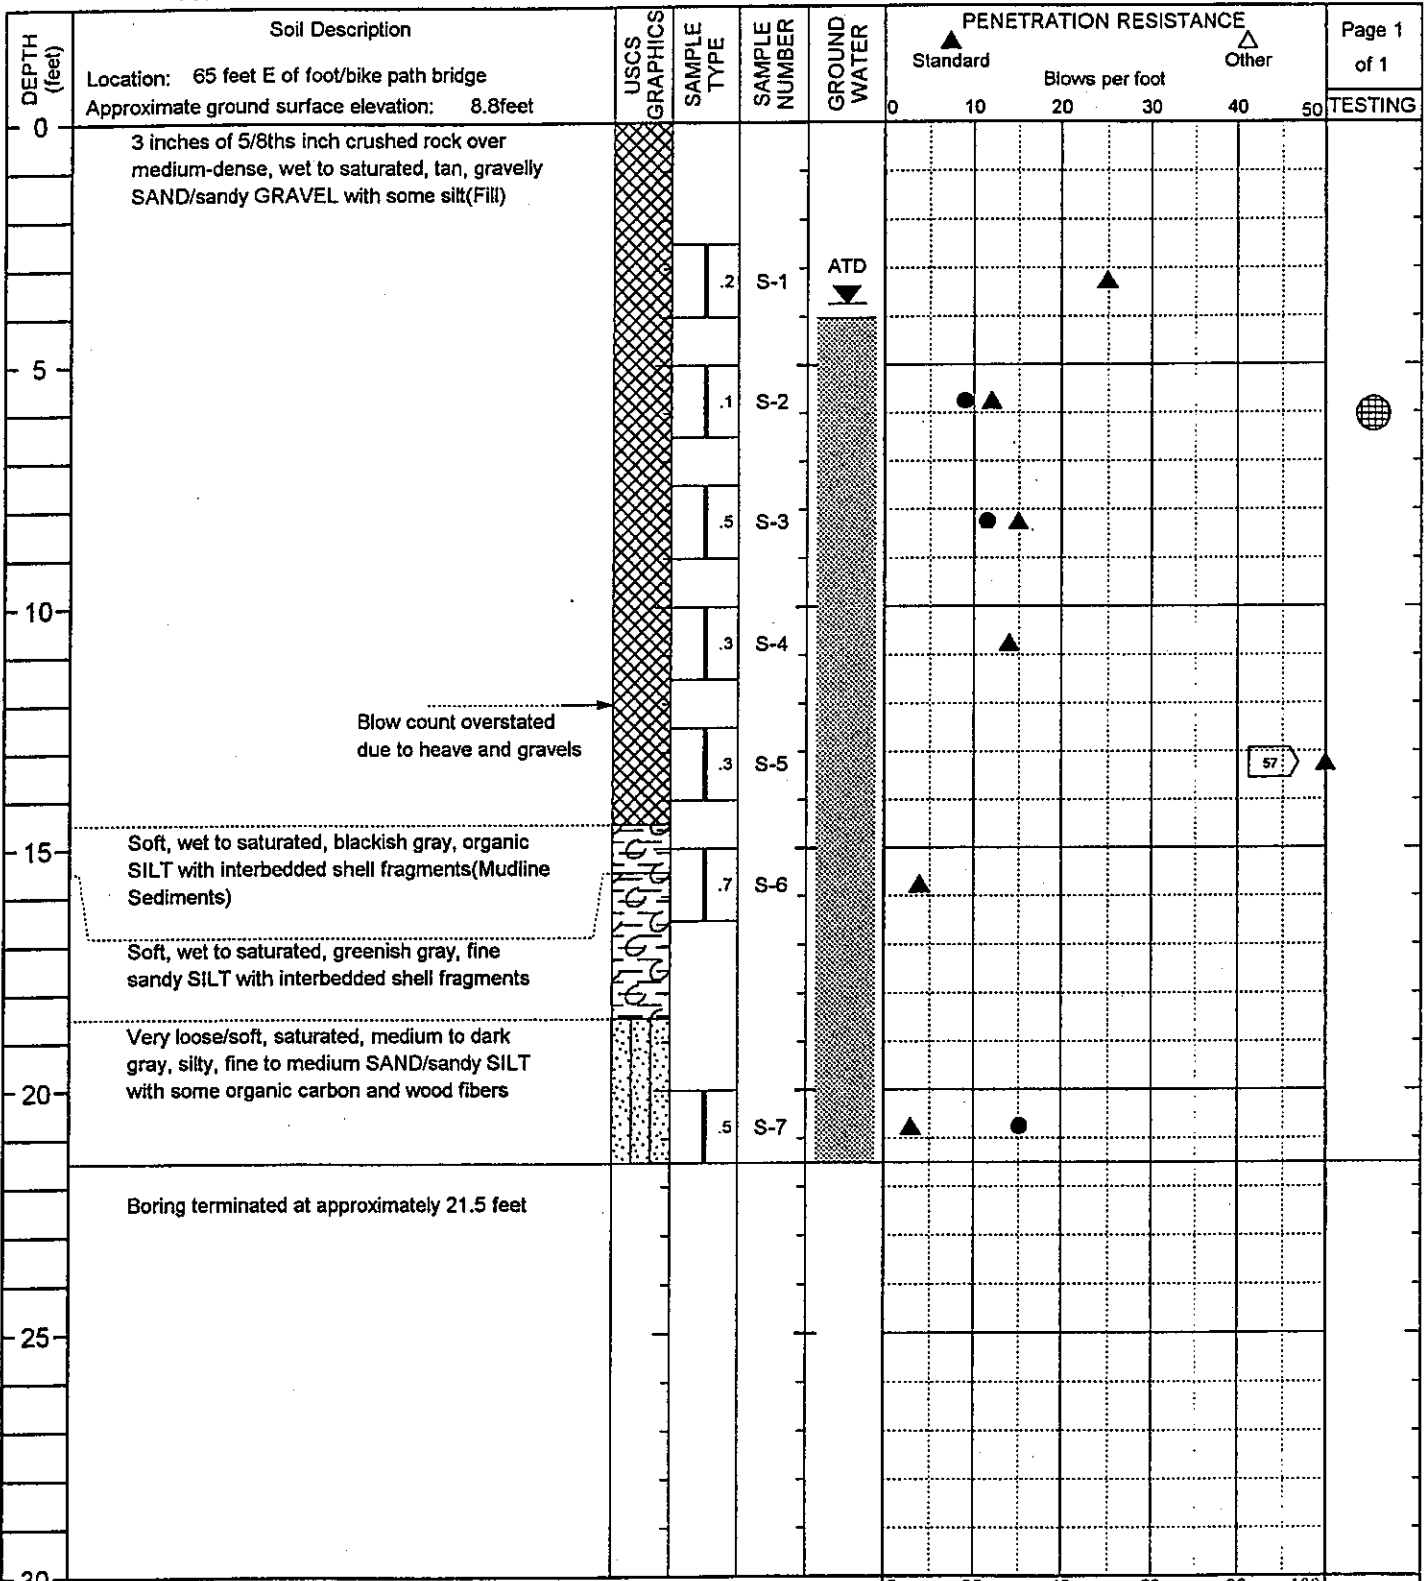 DEPTH (feet)
Soil Description
Location: 65 feet E of foot/bike path bridge
Approximate ground surface elevation: 8.8feet
USCS GRAPHICS
SAMPLE TYPE
SAMPLE NUMBER
GROUND WATER
PENETRATION RESISTANCE
Standard
Other
Blows per foot
0 10 20 30 40 50
Page 1
of 1
TESTING
0
3 inches of 5/8ths inch crushed rock over
medium-dense, wet to saturated, tan, gravelly
SAND/sandy GRAVEL with some silt(Fill)
.2 S-1
ATD
5
.1 S-2
.5 S-3
10
.3 S-4
Blow count overstated
due to heave and gravels
.3 S-5
57
15
Soft, wet to saturated, blackish gray, organic
SILT with interbedded shell fragments(Mudline
Sediments)
.7 S-6
Soft, wet to saturated, greenish gray, fine
sandy SILT with interbedded shell fragments
Very loose/soft, saturated, medium to dark
gray, silty, fine to medium SAND/sandy SILT
with some organic carbon and wood fibers
20
.5 S-7
Boring terminated at approximately 21.5 feet
25
30